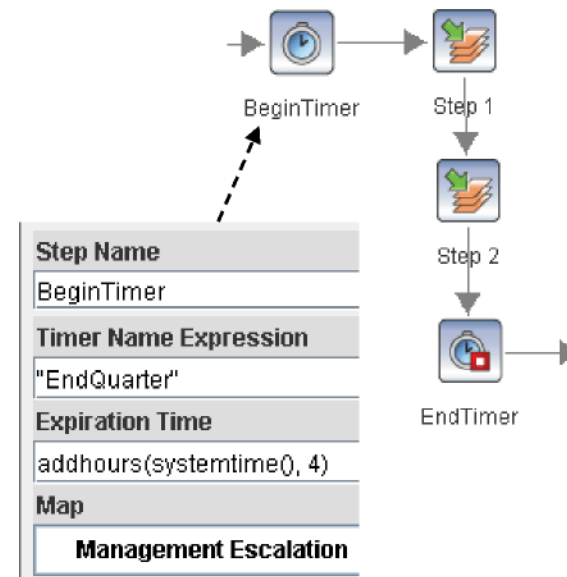 BeginTimer
Step 1
Step 2
EndTimer
Step Name
BeginTimer
Timer Name Expression
"EndQuarter"
Expiration Time
addhours(systemtime(), 4)
Map
Management Escalation